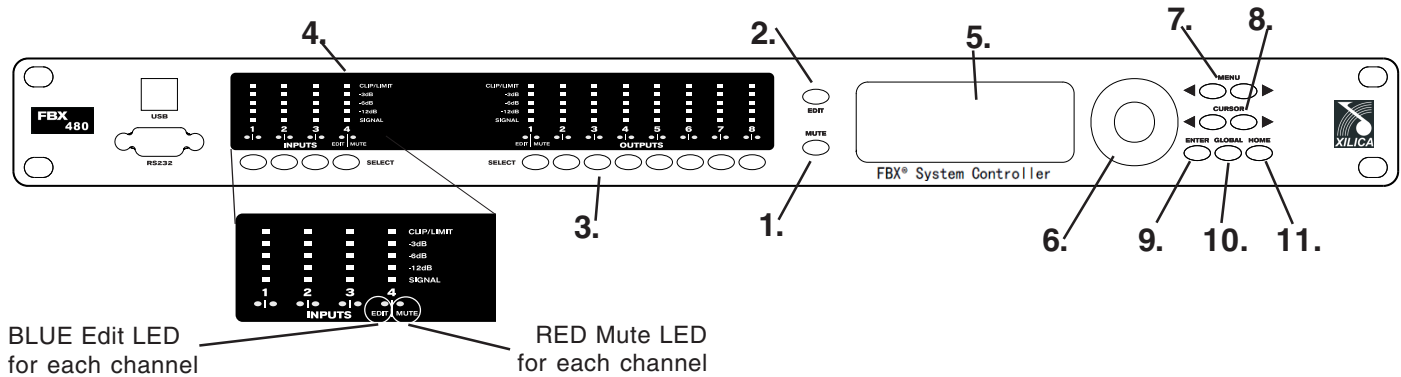 4.
2.
5.
7.
8.
FBX
480
USB
RS232
CLIP/LIMIT
-3dB
-6dB
-12dB
SIGNAL
1 2 3 4
INPUTS EDIT MUTE
SELECT
CLIP/LIMIT
-3dB
-6dB
-12dB
SIGNAL
1 2 3 4 5 6 7 8
EDIT MUTE OUTPUTS
SELECT
EDIT
MUTE
FBX® System Controller
MENU
CURSOR
ENTER GLOBAL HOME
XILICA
3.
1.
6.
9.
10.
11.
CLIP/LIMIT
-3dB
-6dB
-12dB
SIGNAL
1 2 3 4
INPUTS EDIT MUTE
BLUE Edit LED
for each channel
RED Mute LED
for each channel